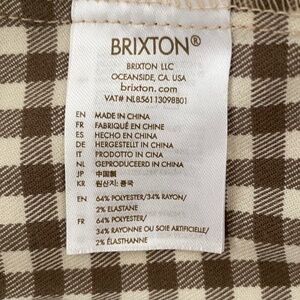 BRIXTON®
BRIXTON LLC
OCEANSIDE, CA. USA
brixton.com
VAT# NL856113098B01
EN MADE IN CHINA
FR FABRIQUÉ EN CHINE
ES HECHO EN CHINA
DE HERGESTELLT IN CHINA
IT PRODOTTO IN CINA
NL GEPRODUCEERD IN CHINA
JP 中国製
KR 원산지: 중국
EN 64% POLYESTER/34% RAYON/
2% ELASTANE
FR 64% POLYESTER/
34% RAYONNE OU SOIE ARTIFICIELLE/
2% ÉLASTHANNE